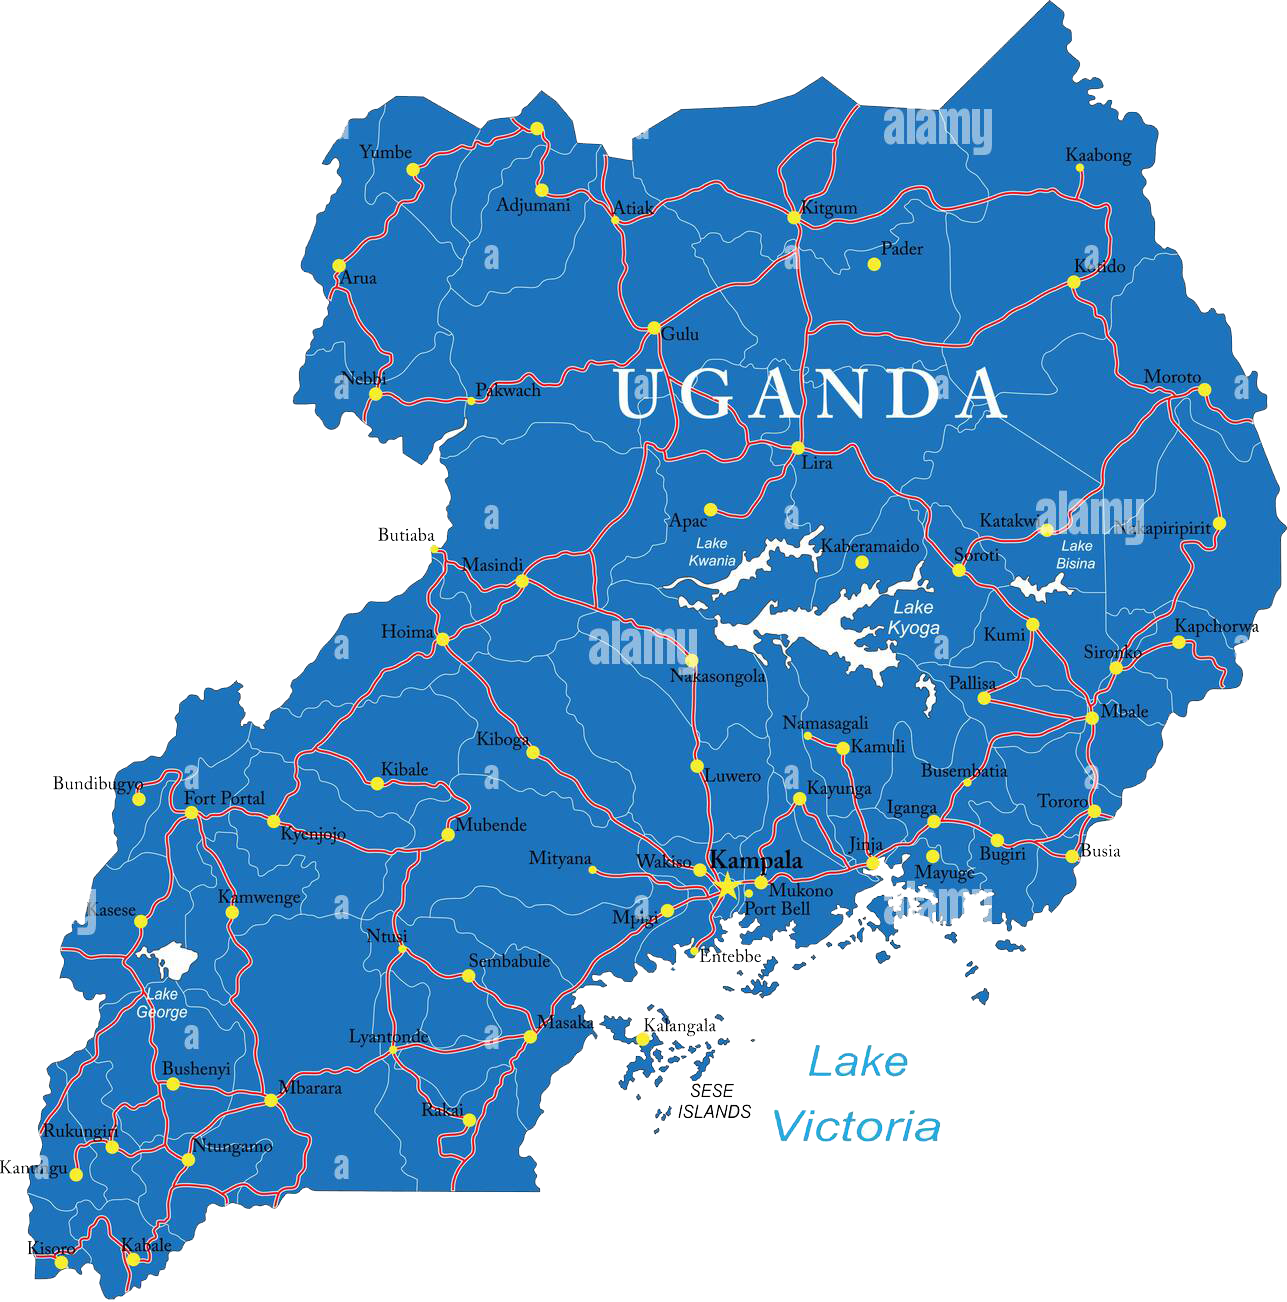 alamy
Yumbe
Kaabong
Adjumani
Atiak
Kitgum
Pader
Arua
Kotido
Gulu
Nebbi
Pakwach
UGANDA
Moroto
Lira
Apac
Katakwi
alamy
Nakapiripirit
Butiaba
Lake
Kwania
Kaberamaido
Soroti
Lake
Bisina
Masindi
Lake
Kyoga
Hoima
alamy
Kumi
Kapchorwa
Sironko
Nakasongola
Pallisa
Mbale
Namasagali
Kiboga
Kamuli
Bundibugyo
Kibale
Luwero
Busembatia
Fort Portal
Kayunga
Iganga
Tororo
Kyenjojo
Mubende
Jinja
Bugiri
Busia
Mityana
Wakiso
Kampala
Mayuge
Mukono
Kamwenge
Port Bell
alamy
Kasese
Mpigi
Ntusi
Entebbe
Sembabule
Lake
George
Masaka
Kalangala
Lyantonde
Lake
Victoria
Bushenyi
Mbarara
SESE
ISLANDS
Rakai
Rukungiri
Ntungamo
Kanungu
Kisoro
Kabale